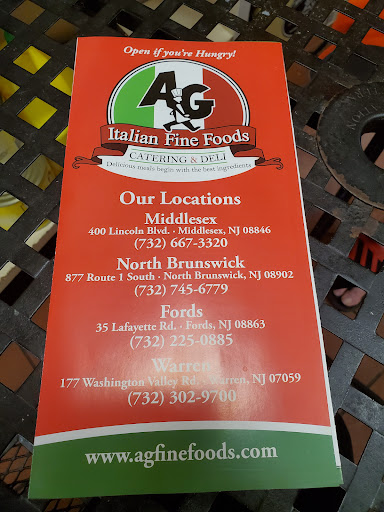 Open if you're Hungry!
A&G
Italian Fine Foods
CATERING & DELI
Delicious meals begin with the best ingredients
Our Locations
Middlesex
400 Lincoln Blvd. · Middlesex, NJ 08846
(732) 667-3320
North Brunswick
877 Route 1 South · North Brunswick, NJ 08902
(732) 745-6779
Fords
35 Lafayette Rd. · Fords, NJ 08863
(732) 225-0885
Warren
177 Washington Valley Rd. · Warren, NJ 07059
(732) 302-9700
www.agfinefoods.com